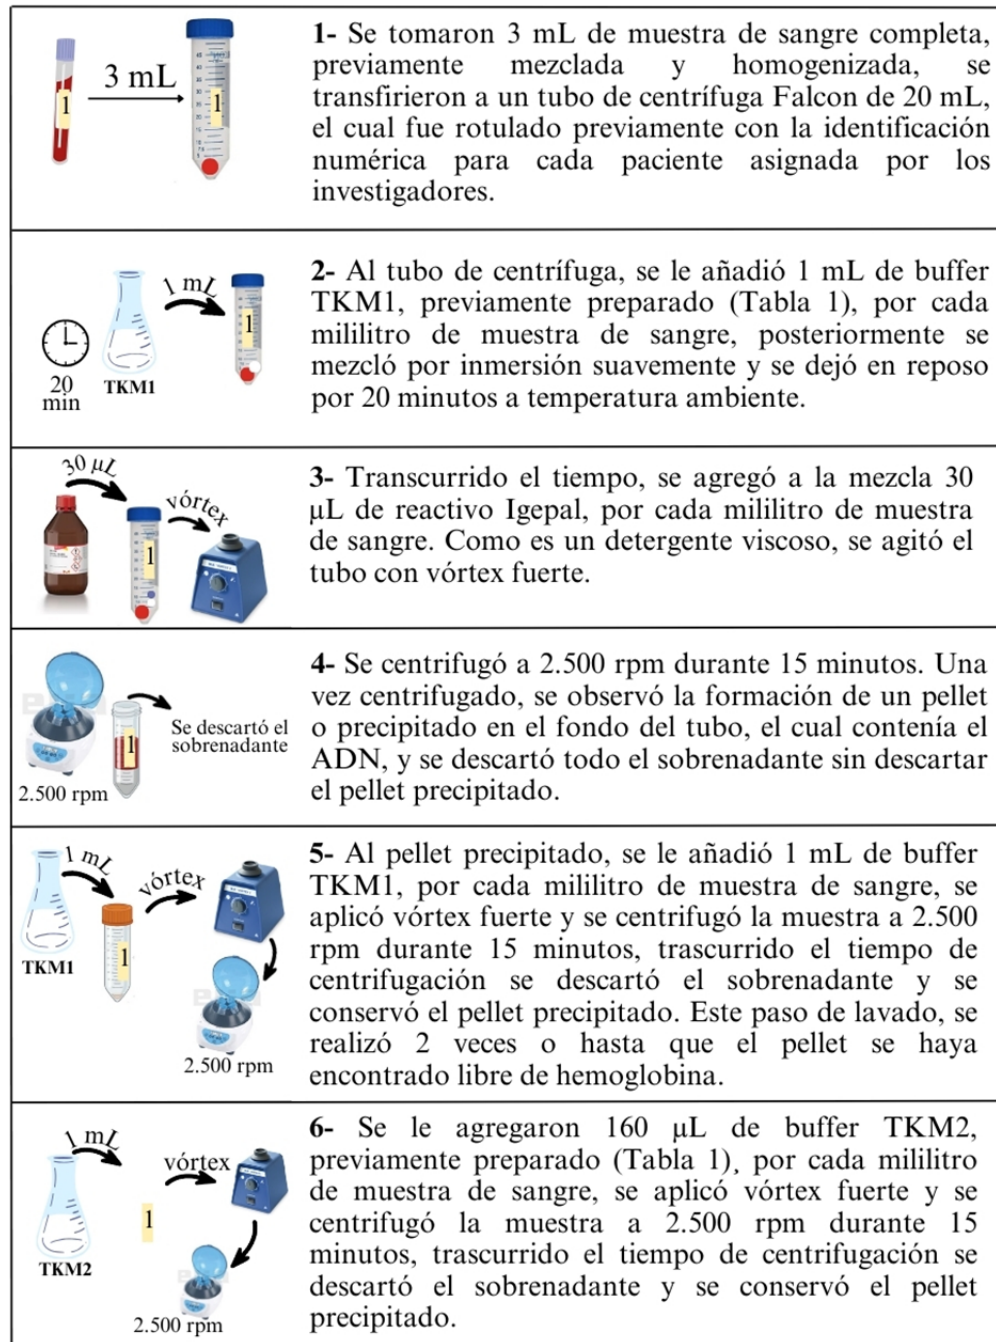 3 mL
1
1
1- Se tomaron 3 mL de muestra de sangre completa,
previamente mezclada y homogenizada, se
transfirieron a un tubo de centrífuga Falcon de 20 mL,
el cual fue rotulado previamente con la identificación
numérica para cada paciente asignada por los
investigadores.
1 mL
1
20
min
TKM1
2- Al tubo de centrífuga, se le añadió 1 mL de buffer
TKM1, previamente preparado (Tabla 1), por cada
mililitro de muestra de sangre, posteriormente se
mezcló por inmersión suavemente y se dejó en reposo
por 20 minutos a temperatura ambiente.
30 µL
vórtex
1
3- Transcurrido el tiempo, se agregó a la mezcla 30
µL de reactivo Igepal, por cada mililitro de muestra
de sangre. Como es un detergente viscoso, se agitó el
tubo con vórtex fuerte.
1
Se descartó el
sobrenadante
2.500 rpm
4- Se centrifugó a 2.500 rpm durante 15 minutos. Una
vez centrifugado, se observó la formación de un pellet
o precipitado en el fondo del tubo, el cual contenía el
ADN, y se descartó todo el sobrenadante sin descartar
el pellet precipitado.
1 mL
vórtex
1
TKM1
2.500 rpm
5- Al pellet precipitado, se le añadió 1 mL de buffer
TKM1, por cada mililitro de muestra de sangre, se
aplicó vórtex fuerte y se centrifugó la muestra a 2.500
rpm durante 15 minutos, trascurrido el tiempo de
centrifugación se descartó el sobrenadante y se
conservó el pellet precipitado. Este paso de lavado, se
realizó 2 veces o hasta que el pellet se haya
encontrado libre de hemoglobina.
1 mL
vórtex
1
TKM2
2.500 rpm
6- Se le agregaron 160 µL de buffer TKM2,
previamente preparado (Tabla 1), por cada mililitro
de muestra de sangre, se aplicó vórtex fuerte y se
centrifugó la muestra a 2.500 rpm durante 15
minutos, trascurrido el tiempo de centrifugación se
descartó el sobrenadante y se conservó el pellet
precipitado.